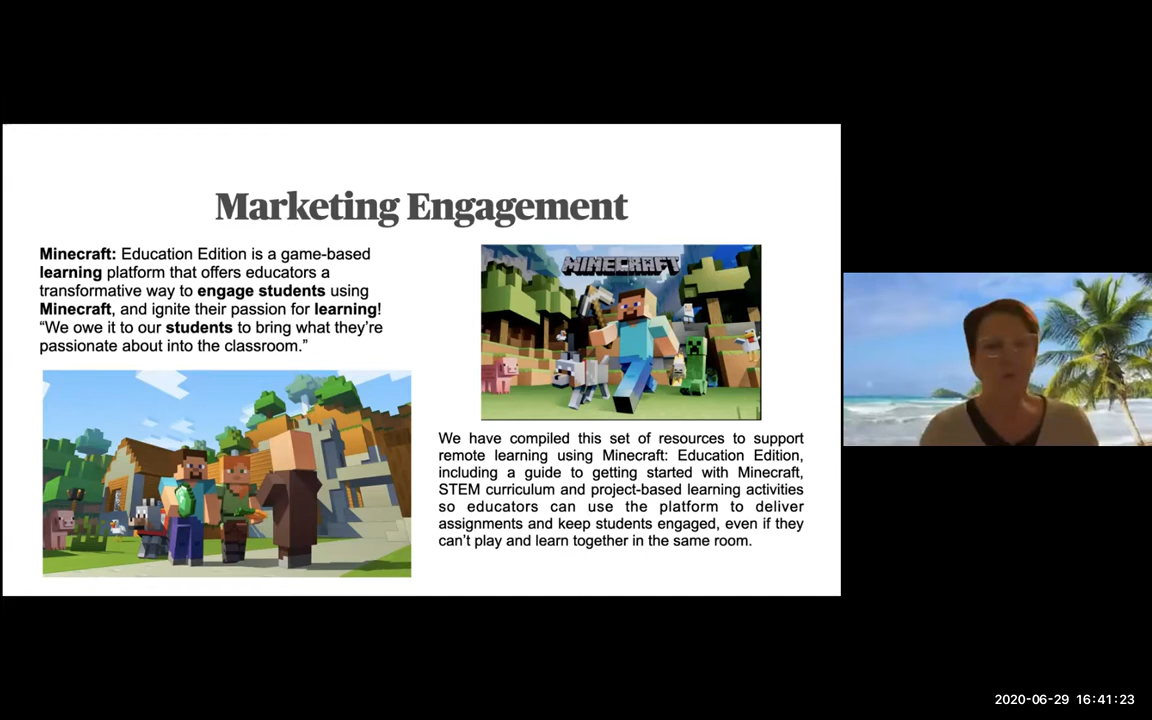 Marketing Engagement
Minecraft: Education Edition is a game-based
learning platform that offers educators a
transformative way to engage students using
Minecraft, and ignite their passion for learning!
“We owe it to our students to bring what they’re
passionate about into the classroom.”
MINECRAFT
We have compiled this set of resources to support
remote learning using Minecraft: Education Edition,
including a guide to getting started with Minecraft,
STEM curriculum and project-based learning activities
so educators can use the platform to deliver
assignments and keep students engaged, even if they
can’t play and learn together in the same room.
2020-06-29 16:41:23